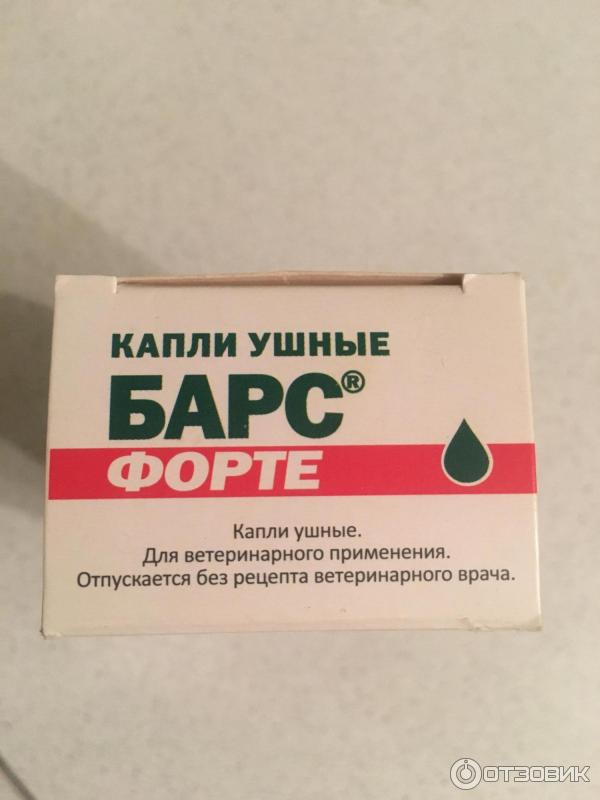 КАПЛИ УШНЫЕ
БАРС®
ФОРТЕ
Капли ушные.
Для ветеринарного применения.
Отпускается без рецепта ветеринарного врача.
ОТЗОВИК